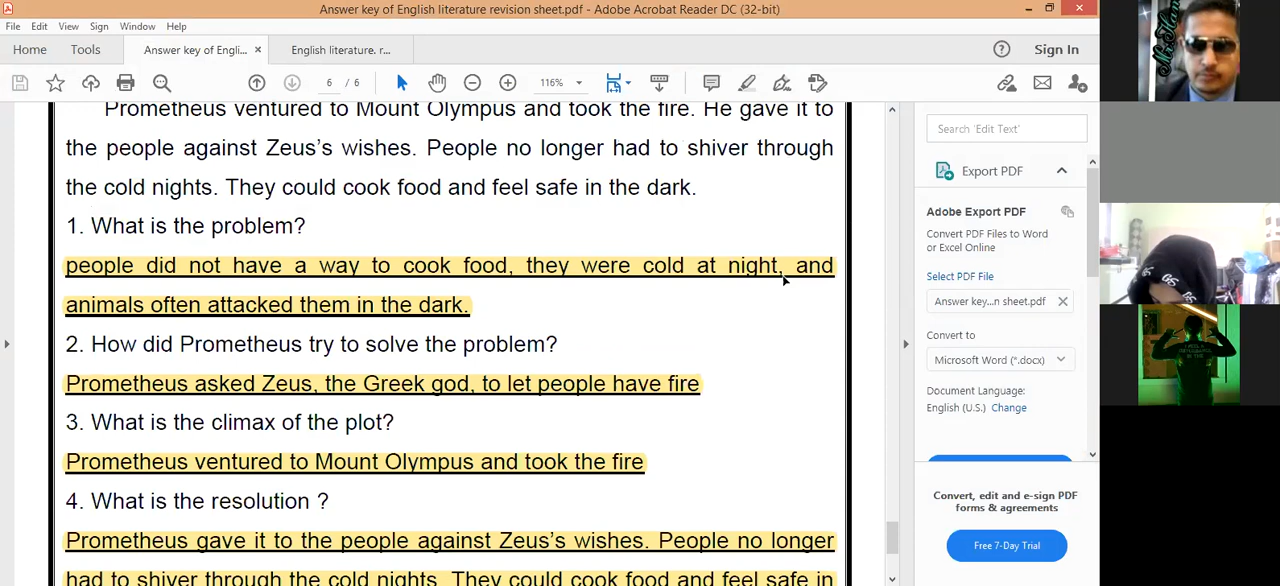 Answer key of English literature revision sheet.pdf - Adobe Acrobat Reader DC (32-bit)
File Edit View Sign Window Help
Home Tools Answer key of Engli... × English literature. r... Sign In
6 / 6 116%
Prometheus ventured to Mount Olympus and took the fire. He gave it to
the people against Zeus's wishes. People no longer had to shiver through
the cold nights. They could cook food and feel safe in the dark.
1. What is the problem?
people did not have a way to cook food, they were cold at night, and
animals often attacked them in the dark.
2. How did Prometheus try to solve the problem?
Prometheus asked Zeus, the Greek god, to let people have fire
3. What is the climax of the plot?
Prometheus ventured to Mount Olympus and took the fire
4. What is the resolution ?
Prometheus gave it to the people against Zeus's wishes. People no longer
had to shiver through the cold nights. They could cook food and feel safe in
Search 'Edit Text'
Export PDF
Adobe Export PDF
Convert PDF Files to Word
or Excel Online
Select PDF File
Answer key...n sheet.pdf
Convert to
Microsoft Word (*.docx)
Document Language:
English (U.S.) Change
Convert, edit and e-sign PDF
forms & agreements
Free 7-Day Trial